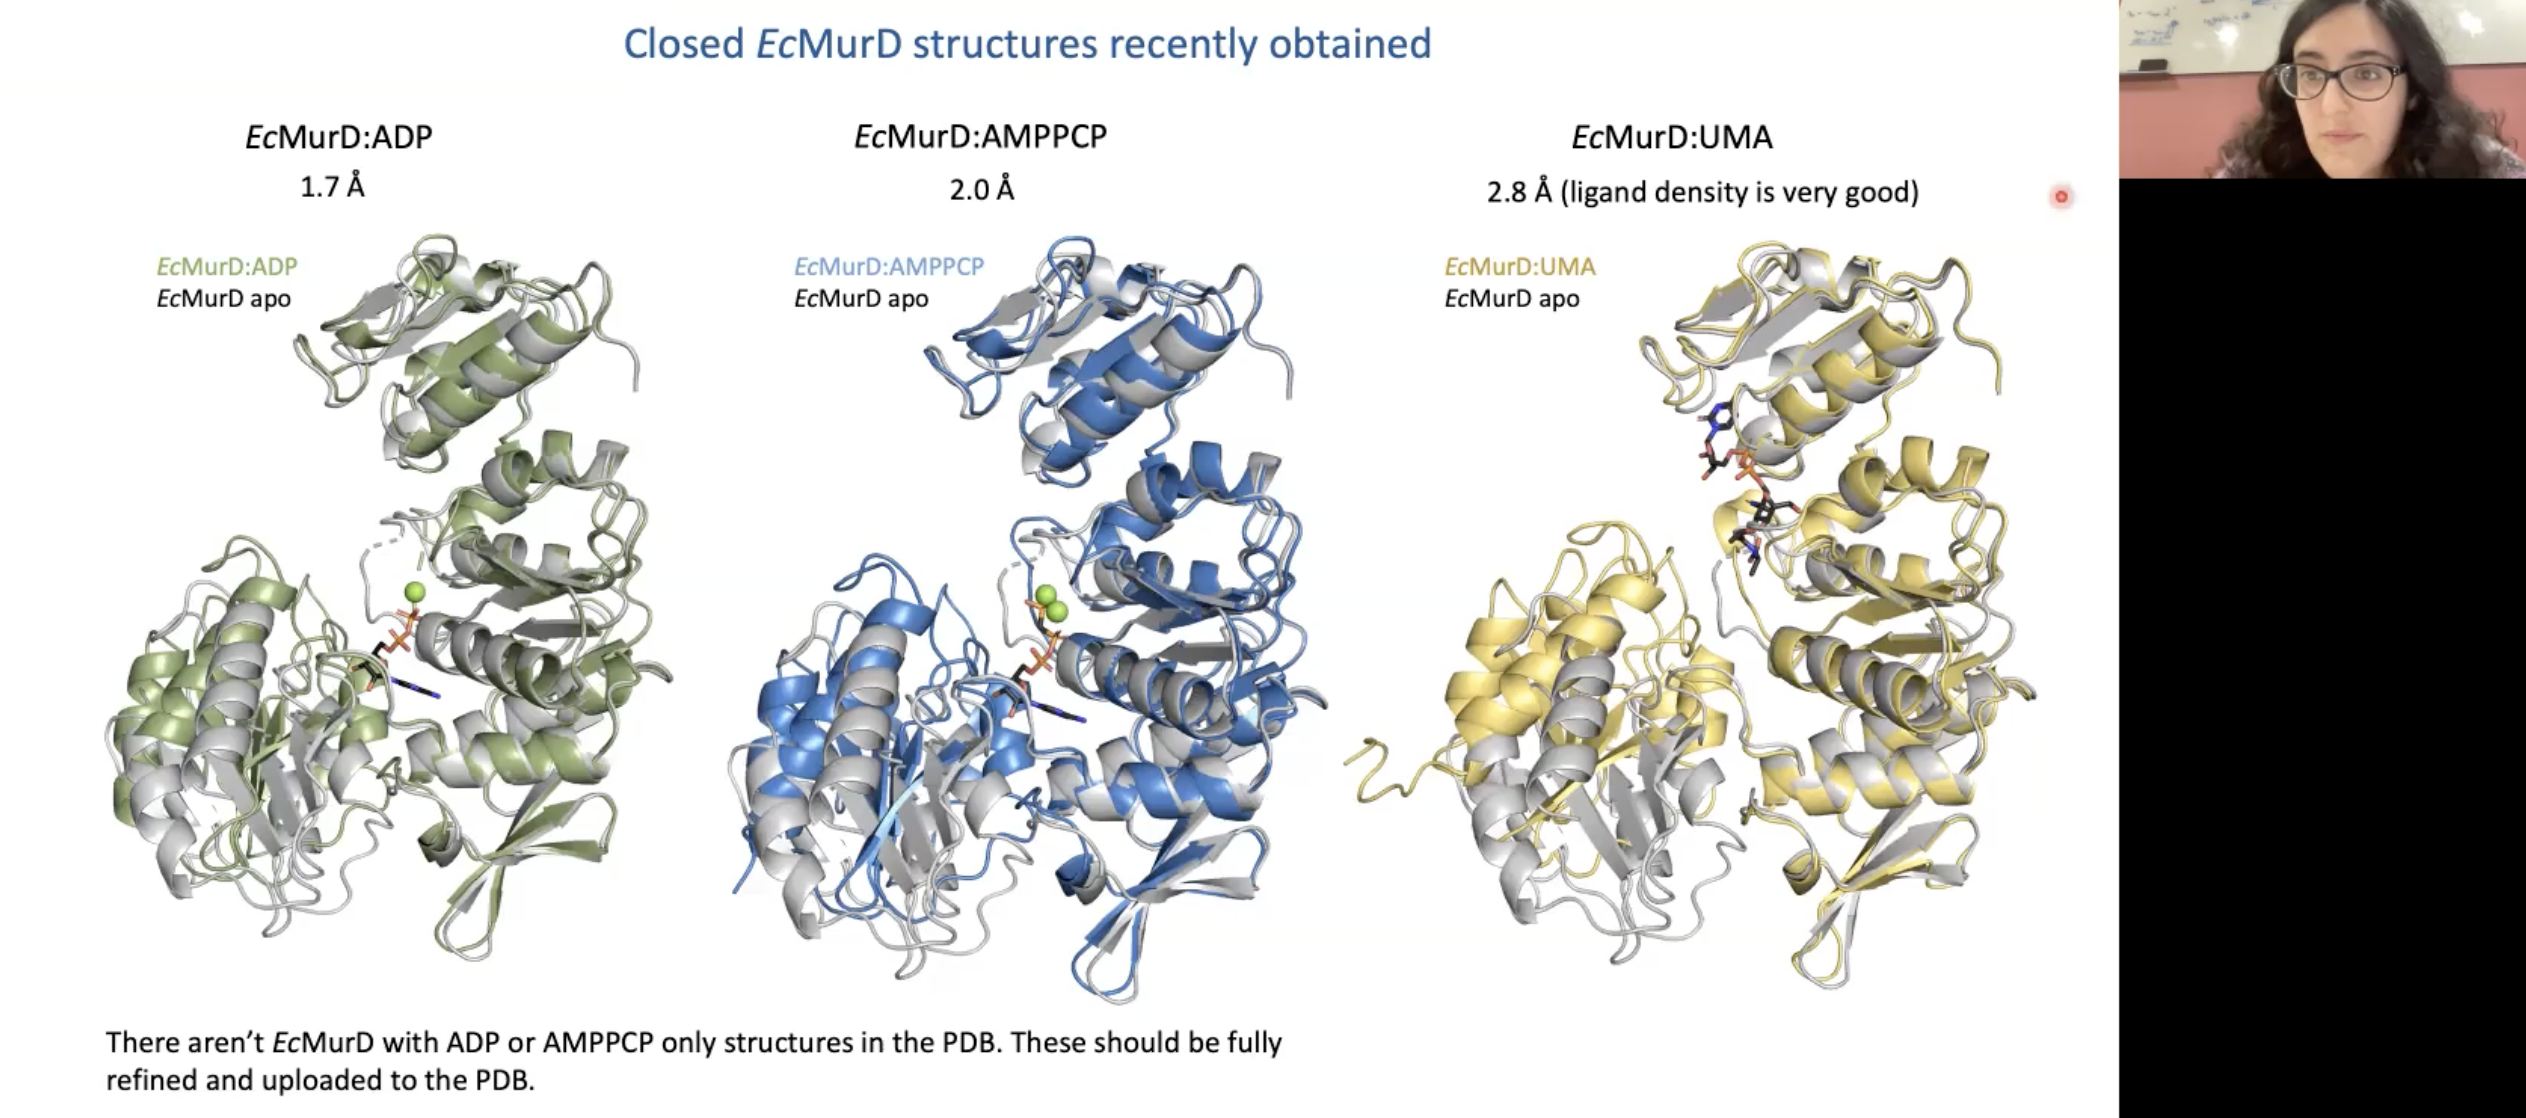 Closed EcMurD structures recently obtained
EcMurD:ADP
1.7 Å
EcMurD:ADP
EcMurD apo
EcMurD:AMPPCP
2.0 Å
EcMurD:AMPPCP
EcMurD apo
EcMurD:UMA
2.8 Å (ligand density is very good)
EcMurD:UMA
EcMurD apo
There aren’t EcMurD with ADP or AMPPCP only structures in the PDB. These should be fully
refined and uploaded to the PDB.